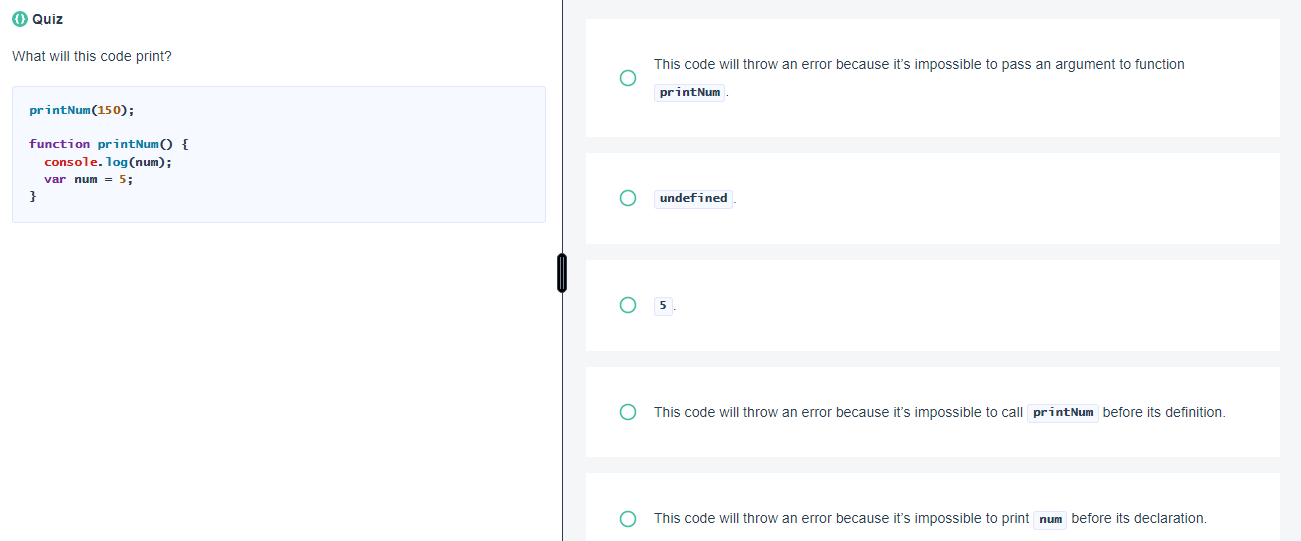 Quiz
What will this code print?
printNum(150);
function printNum() {
console.log(num);
var num = 5;
}
This code will throw an error because it’s impossible to pass an argument to function
printNum.
undefined.
5.
This code will throw an error because it’s impossible to call printNum before its definition.
This code will throw an error because it’s impossible to print num before its declaration.